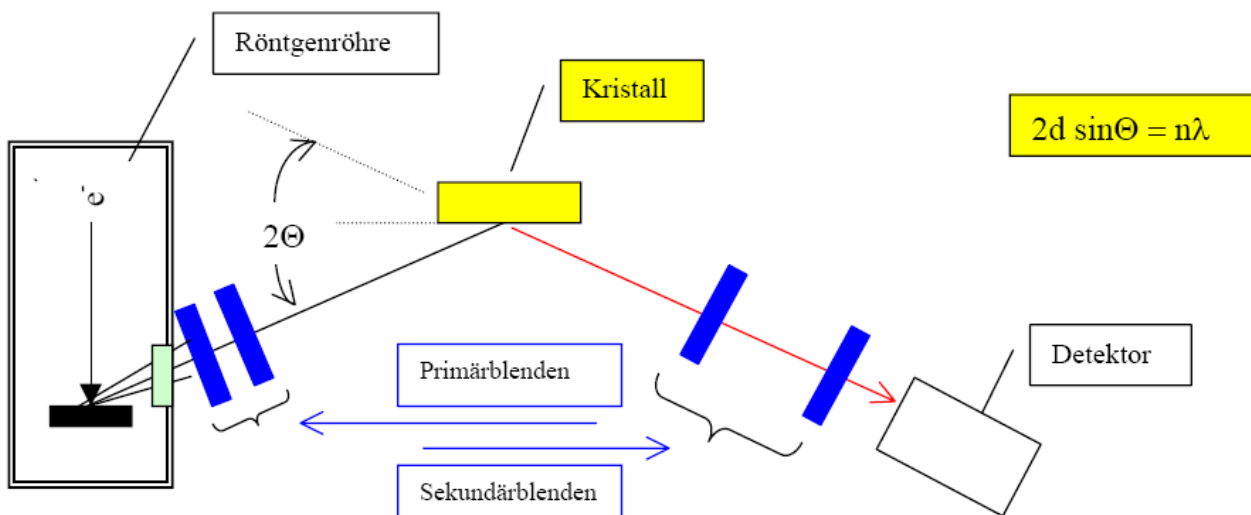 Röntgenröhre
Kristall
2d sinΘ = nλ
e-
2Θ
Primärblenden
Detektor
Sekundärblenden